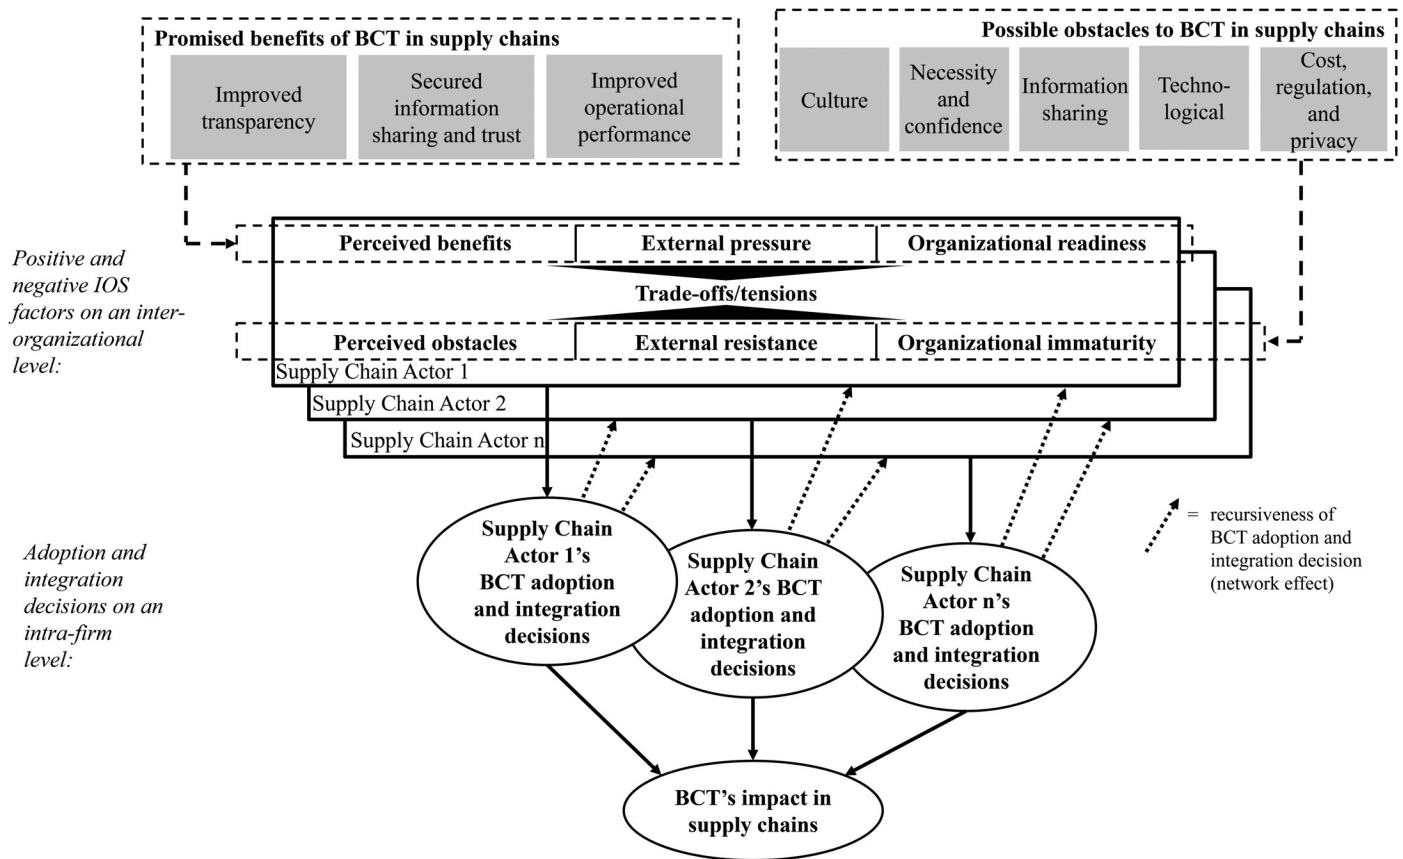 Promised benefits of BCT in supply chains
Improved
transparency
Secured
information
sharing and trust
Improved
operational
performance
Possible obstacles to BCT in supply chains
Culture
Necessity
and
confidence
Information
sharing
Techno-
logical
Cost,
regulation,
and
privacy
Positive and
negative IOS
factors on an inter-
organizational
level:
Perceived benefits
External pressure
Organizational readiness
Trade-offs/tensions
Perceived obstacles
External resistance
Organizational immaturity
Supply Chain Actor 1
Supply Chain Actor 2
Supply Chain Actor n
Adoption and
integration
decisions on an
intra-firm
level:
Supply Chain
Actor 1’s
BCT adoption
and integration
decisions
Supply Chain
Actor 2’s BCT
adoption and
integration
decisions
Supply Chain
Actor n’s
BCT adoption
and integration
decisions
= recursiveness of
BCT adoption and
integration decision
(network effect)
BCT’s impact in
supply chains